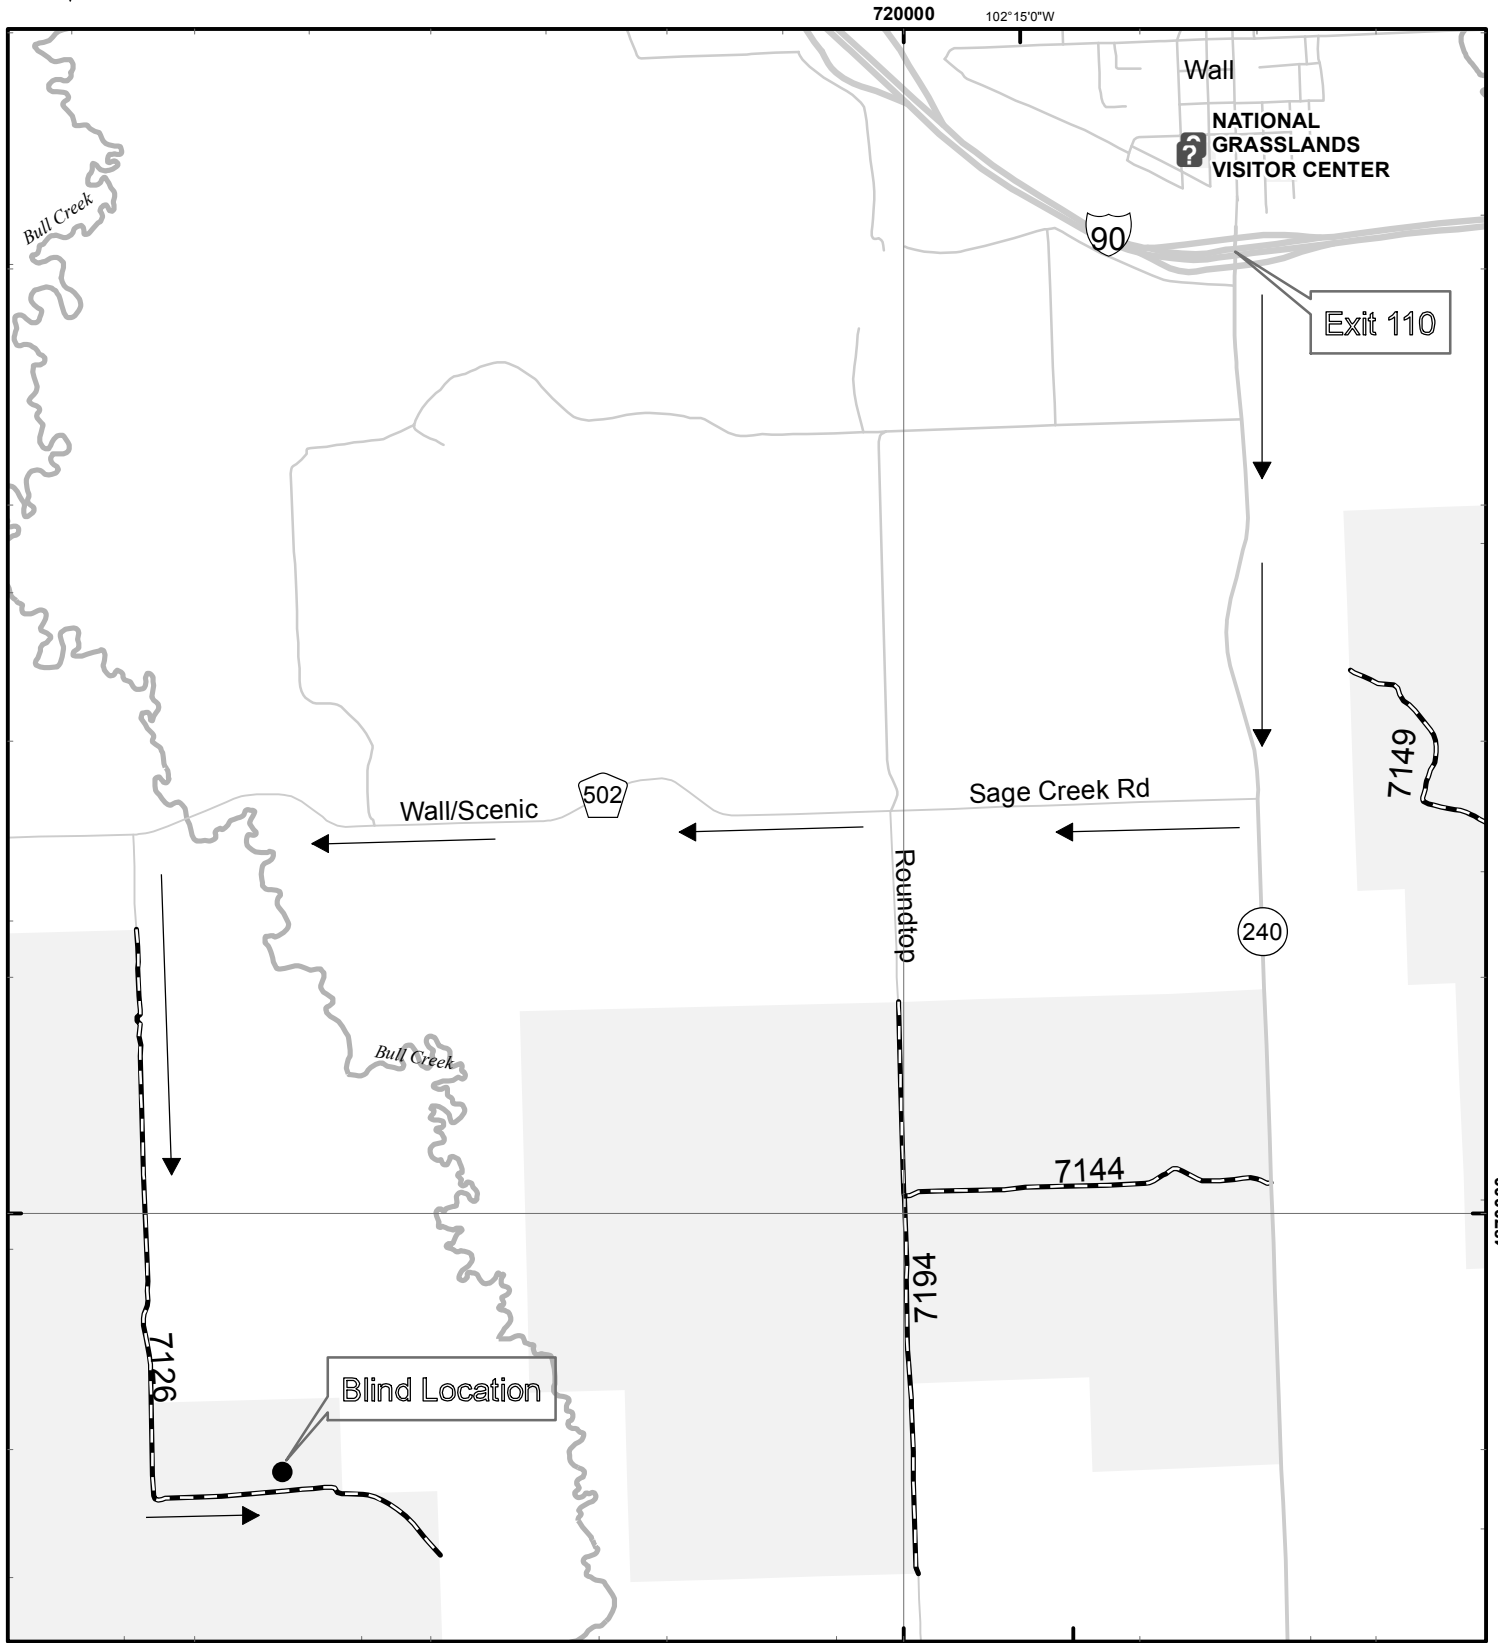 720000
102°15'0"W
Wall
NATIONAL
GRASSLANDS
VISITOR CENTER
?
Bull Creek
90
Exit 110
7149
Sage Creek Rd
502
Wall/Scenic
Roundtop
240
Bull Creek
7144
7194
7126
Blind Location